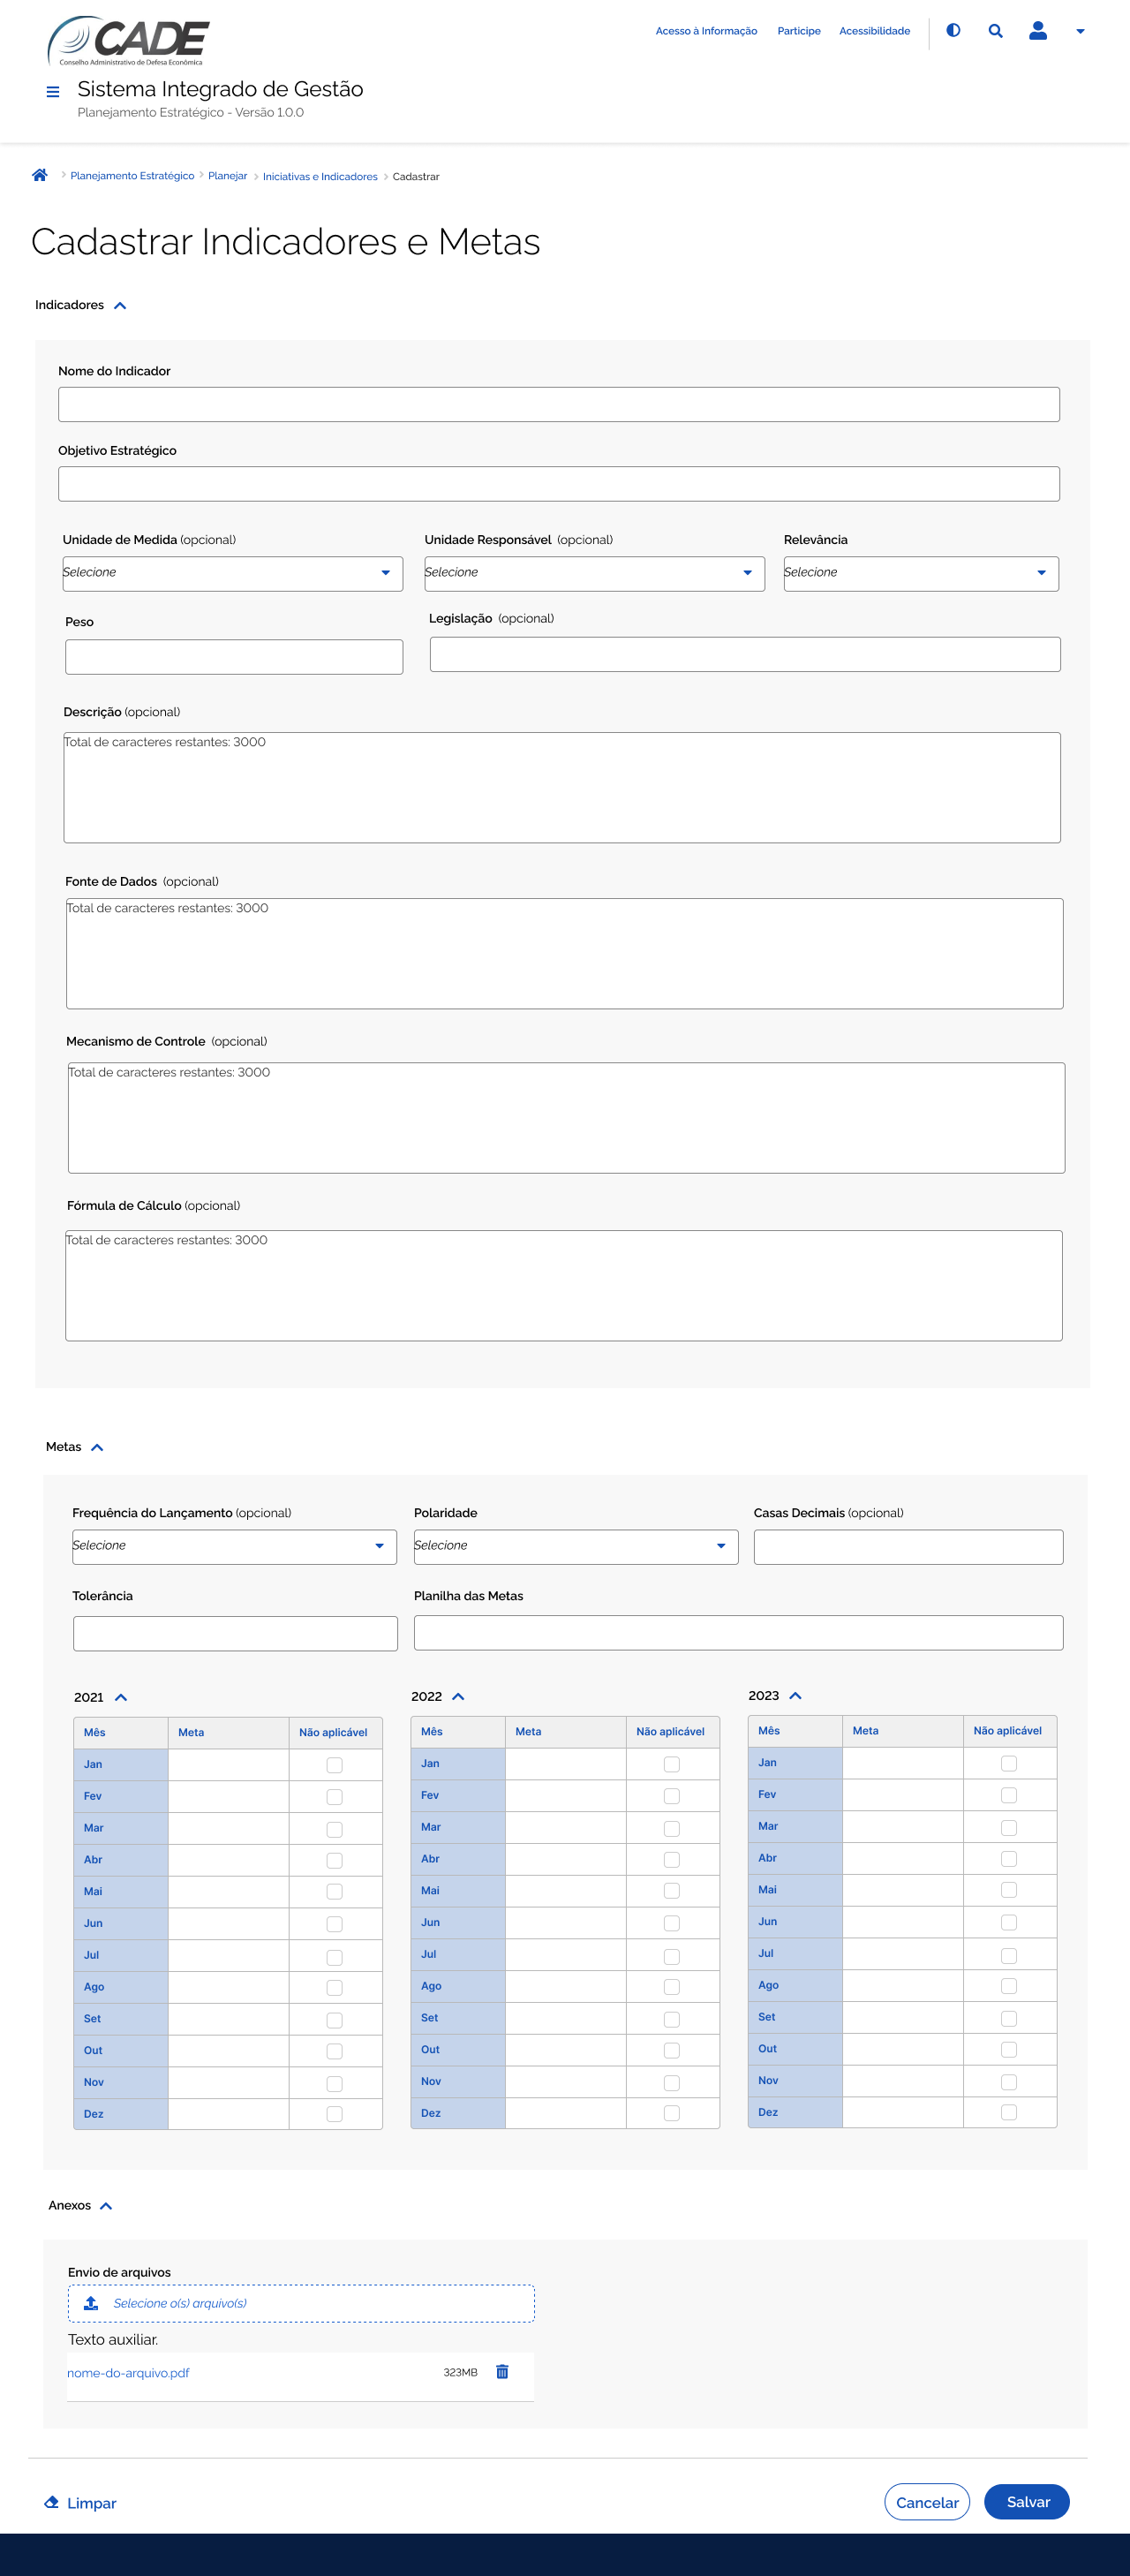 CADE
Conselho Administrativo de Defesa Econômica
Acesso à Informação Participe Acessibilidade
Sistema Integrado de Gestão
Planejamento Estratégico - Versão 1.0.0
Planejamento Estratégico Planejar Iniciativas e Indicadores Cadastrar
Cadastrar Indicadores e Metas
Indicadores
Nome do Indicador
Objetivo Estratégico
Unidade de Medida (opcional) Unidade Responsável (opcional) Relevância
Selecione Selecione Selecione
Peso Legislação (opcional)
Descrição (opcional)
Total de caracteres restantes: 3000
Fonte de Dados (opcional)
Total de caracteres restantes: 3000
Mecanismo de Controle (opcional)
Total de caracteres restantes: 3000
Fórmula de Cálculo (opcional)
Total de caracteres restantes: 3000
Metas
Frequência do Lançamento (opcional) Polaridade Casas Decimais (opcional)
Selecione Selecione
Tolerância Planilha das Metas
2021 2022 2023
Mês Meta Não aplicável Mês Meta Não aplicável Mês Meta Não aplicável
Jan Jan Jan
Fev Fev Fev
Mar Mar Mar
Abr Abr Abr
Mai Mai Mai
Jun Jun Jun
Jul Jul Jul
Ago Ago Ago
Set Set Set
Out Out Out
Nov Nov Nov
Dez Dez Dez
Anexos
Envio de arquivos
Selecione o(s) arquivo(s)
Texto auxiliar.
nome-do-arquivo.pdf 323MB
Limpar Cancelar Salvar